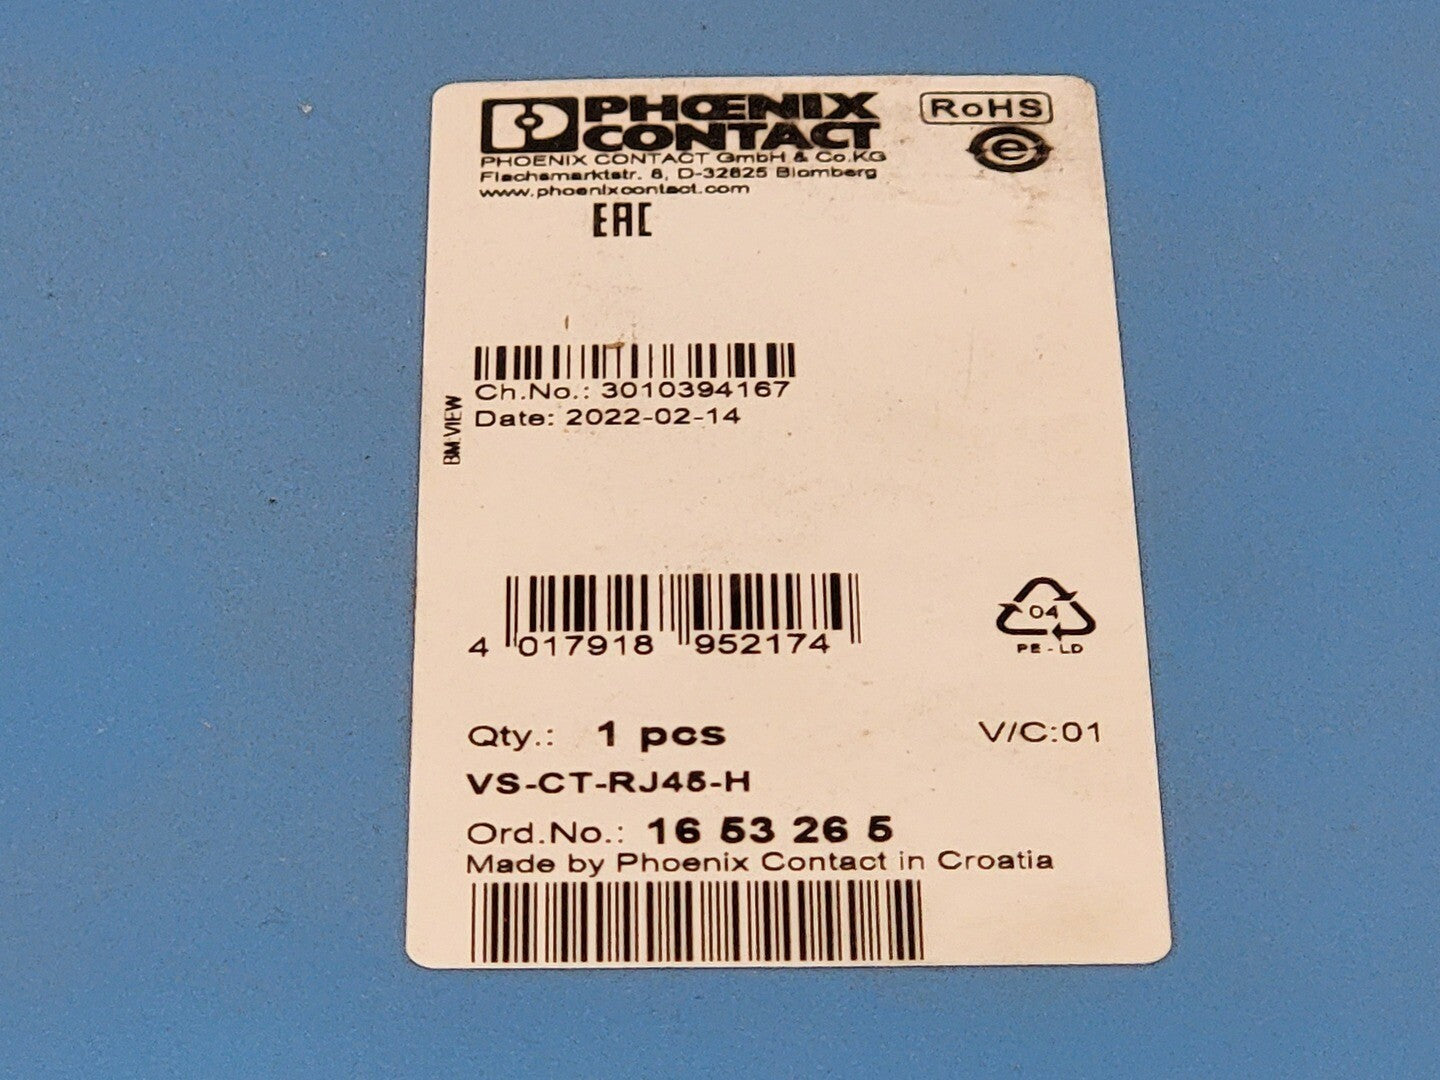 PHOENIX
CONTACT
RoHS
e
PHOENIX CONTACT GmbH & Co.KG
Flachsmarktstr. 8, D-32825 Blomberg
www.phoenixcontact.com
EAC
Ch.No.: 3010394167
Date: 2022-02-14
BM:VIEW
4 017918 952174
04
PE - LD
Qty.: 1 pcs
V/C:01
VS-CT-RJ45-H
Ord.No.: 16 53 26 5
Made by Phoenix Contact in Croatia